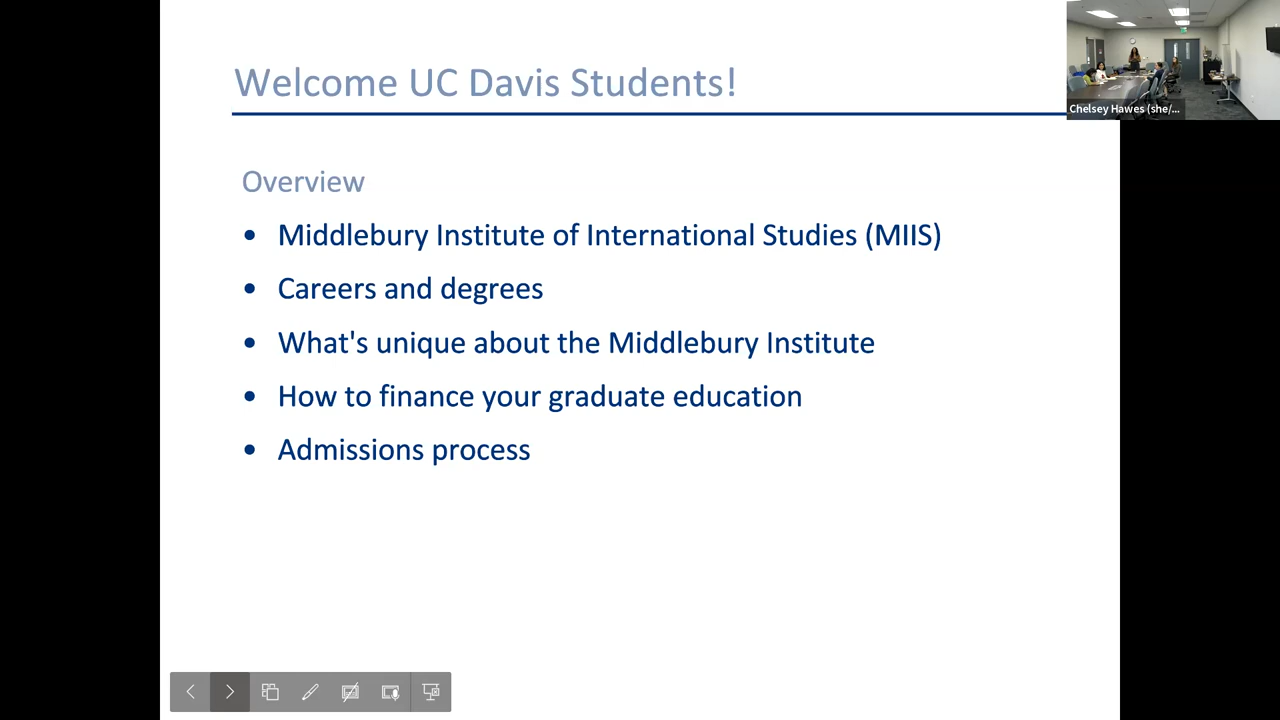 Welcome UC Davis Students!
Chelsey Hawes (she/...
Overview
• Middlebury Institute of International Studies (MIIS)
• Careers and degrees
• What's unique about the Middlebury Institute
• How to finance your graduate education
• Admissions process